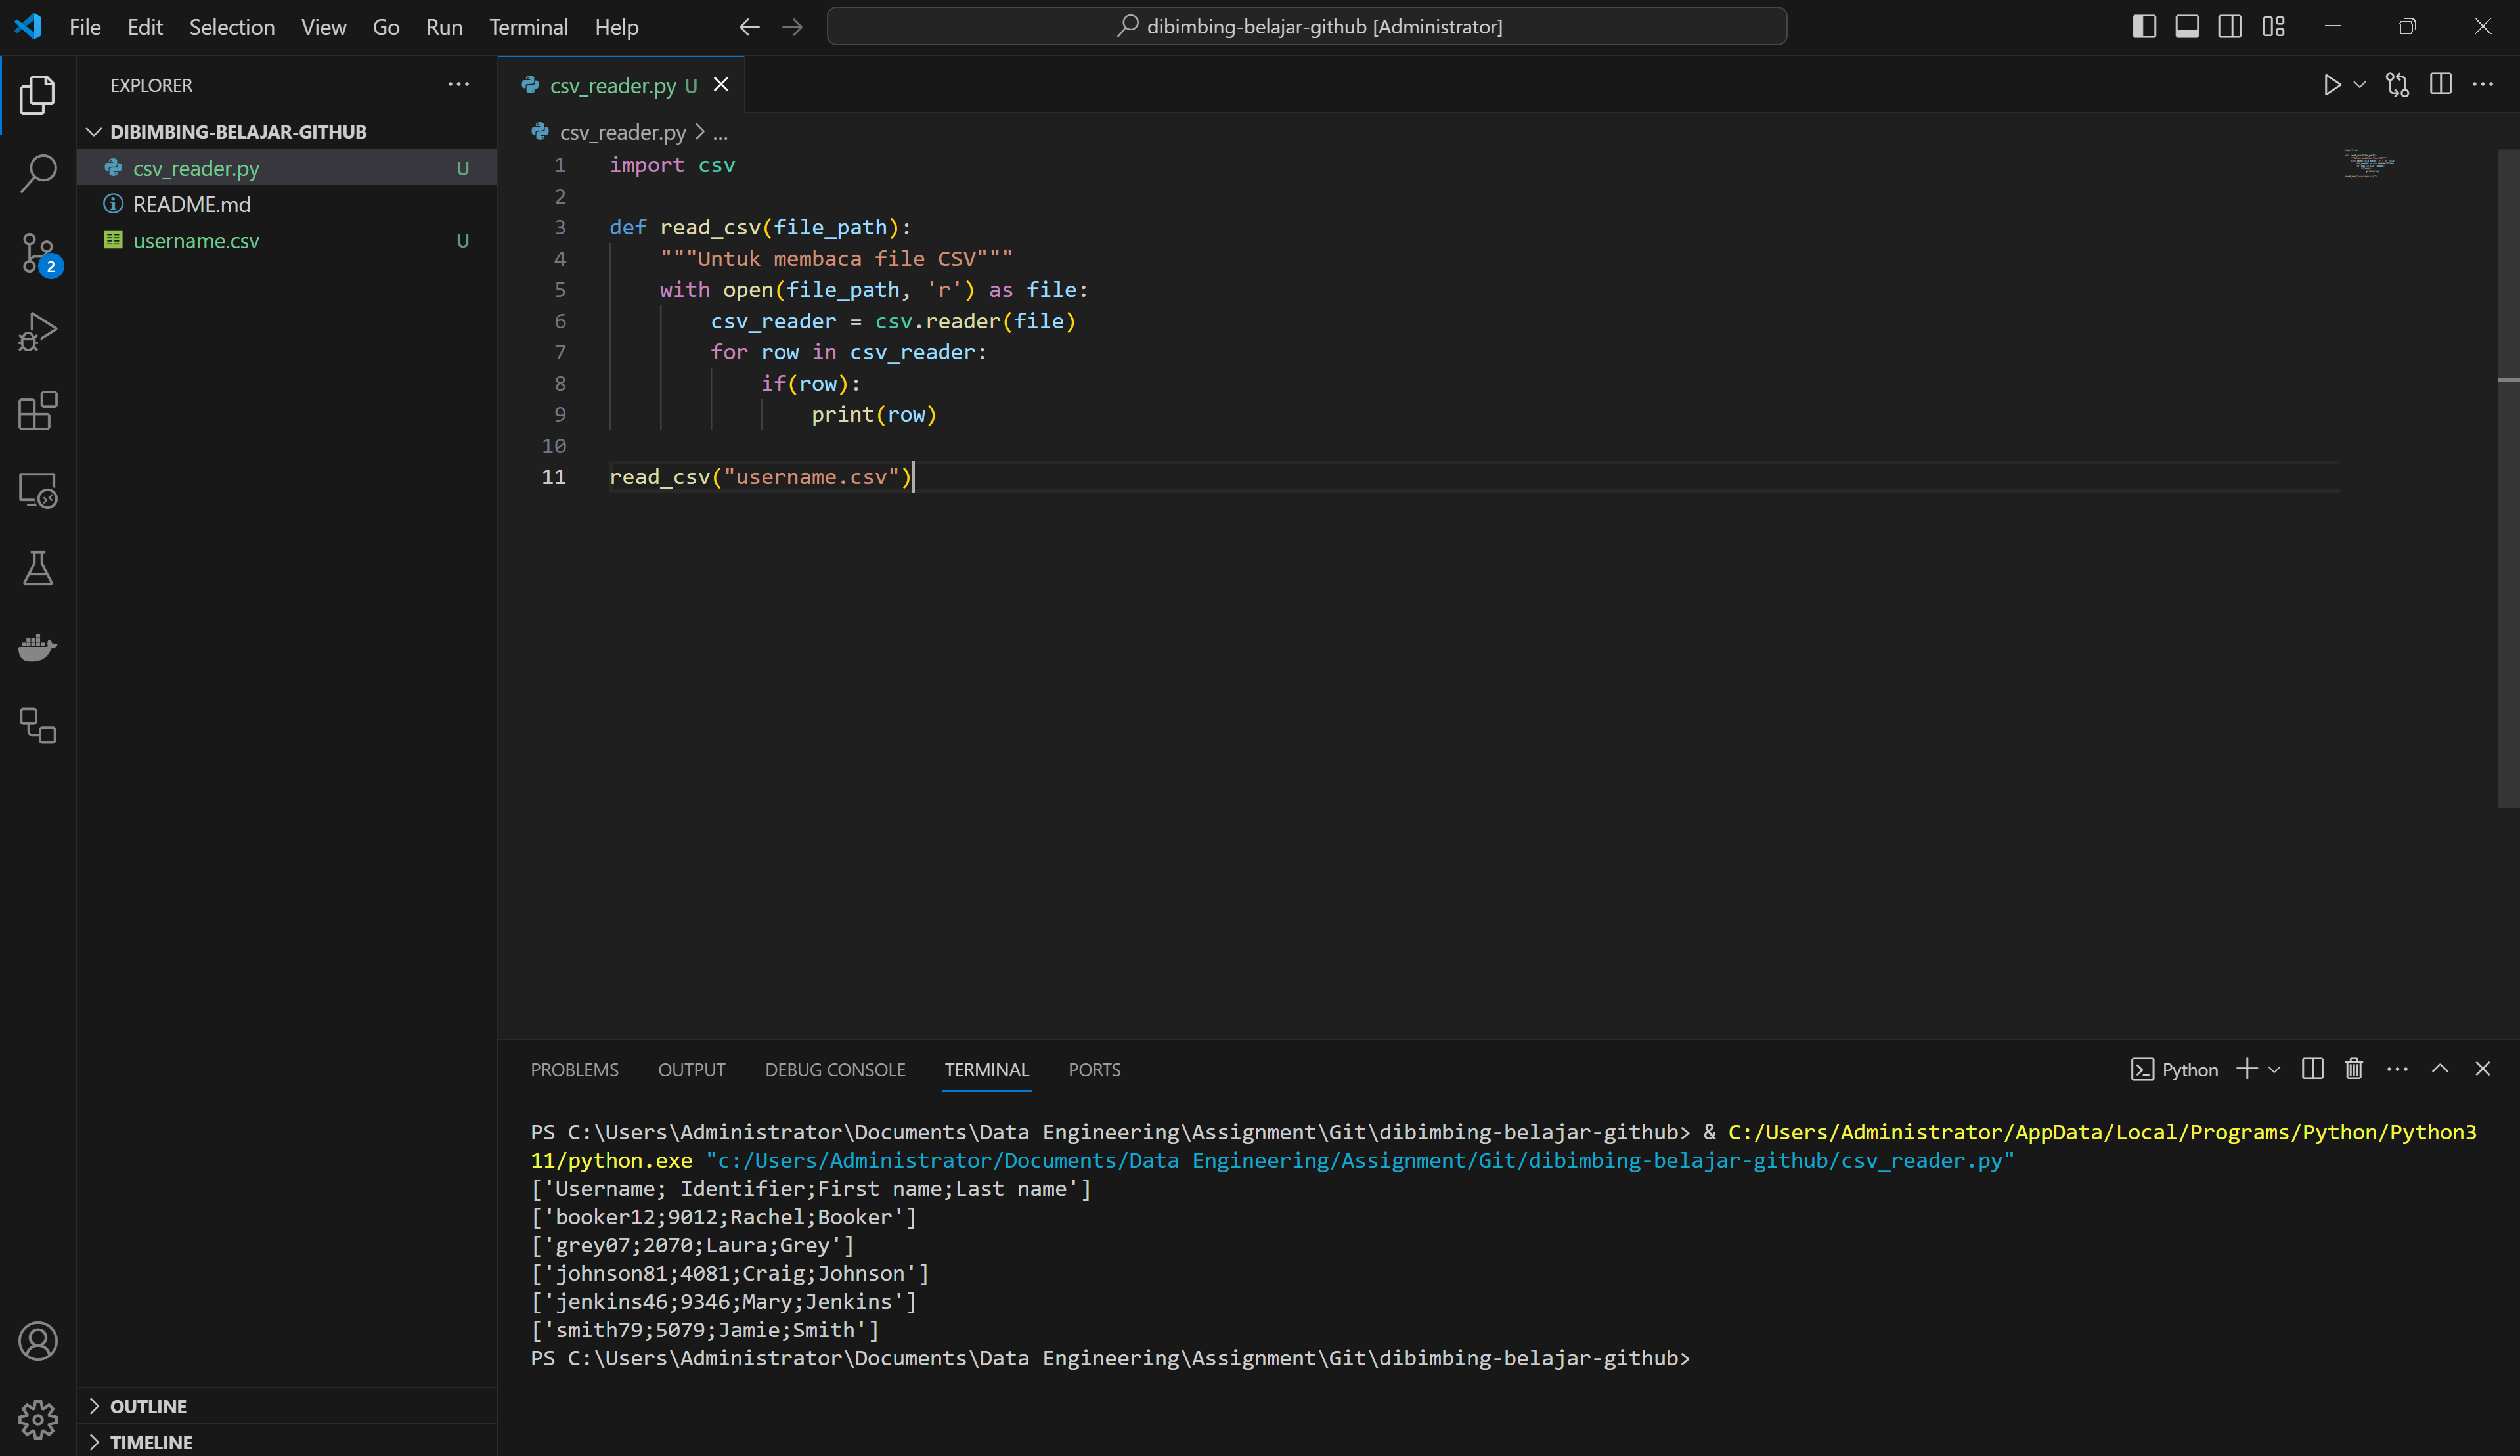 File Edit Selection View Go Run Terminal Help
dibimbing-belajar-github [Administrator]
EXPLORER
DIBIMBING-BELAJAR-GITHUB
csv_reader.py U
README.md
username.csv U
2
OUTLINE
TIMELINE
csv_reader.py U
csv_reader.py > ...
1 import csv
2
3 def read_csv(file_path):
4     """Untuk membaca file CSV"""
5     with open(file_path, 'r') as file:
6         csv_reader = csv.reader(file)
7         for row in csv_reader:
8             if(row):
9                 print(row)
10
11 read_csv("username.csv")
PROBLEMS OUTPUT DEBUG CONSOLE TERMINAL PORTS
Python
PS C:\Users\Administrator\Documents\Data Engineering\Assignment\Git\dibimbing-belajar-github> & C:/Users/Administrator/AppData/Local/Programs/Python/Python3
11/python.exe "c:/Users/Administrator/Documents/Data Engineering/Assignment/Git/dibimbing-belajar-github/csv_reader.py"
['Username; Identifier;First name;Last name']
['booker12;9012;Rachel;Booker']
['grey07;2070;Laura;Grey']
['johnson81;4081;Craig;Johnson']
['jenkins46;9346;Mary;Jenkins']
['smith79;5079;Jamie;Smith']
PS C:\Users\Administrator\Documents\Data Engineering\Assignment\Git\dibimbing-belajar-github>